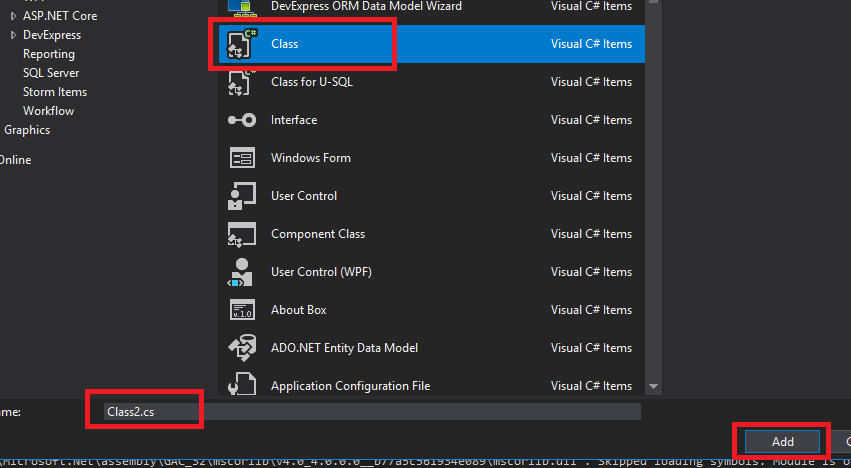 DevExpress ORM Data Model Wizard Visual C# Items
ASP.NET Core
DevExpress
Reporting
SQL Server
Storm Items
Workflow
Graphics
Online
C# Class Visual C# Items
C# Class for U-SQL Visual C# Items
Interface Visual C# Items
Windows Form Visual C# Items
User Control Visual C# Items
Component Class Visual C# Items
User Control (WPF) Visual C# Items
v.1.0 About Box Visual C# Items
ADO.NET Entity Data Model Visual C# Items
Application Configuration File Visual C# Items
ame:
Class2.cs
Add
\Microsoft.Net\assembly\GAC_32\mscorlib\v4.0_4.0.0.0__b77a5c561934e089\mscorlib.dll'. Skipped loading symbols. Module is o